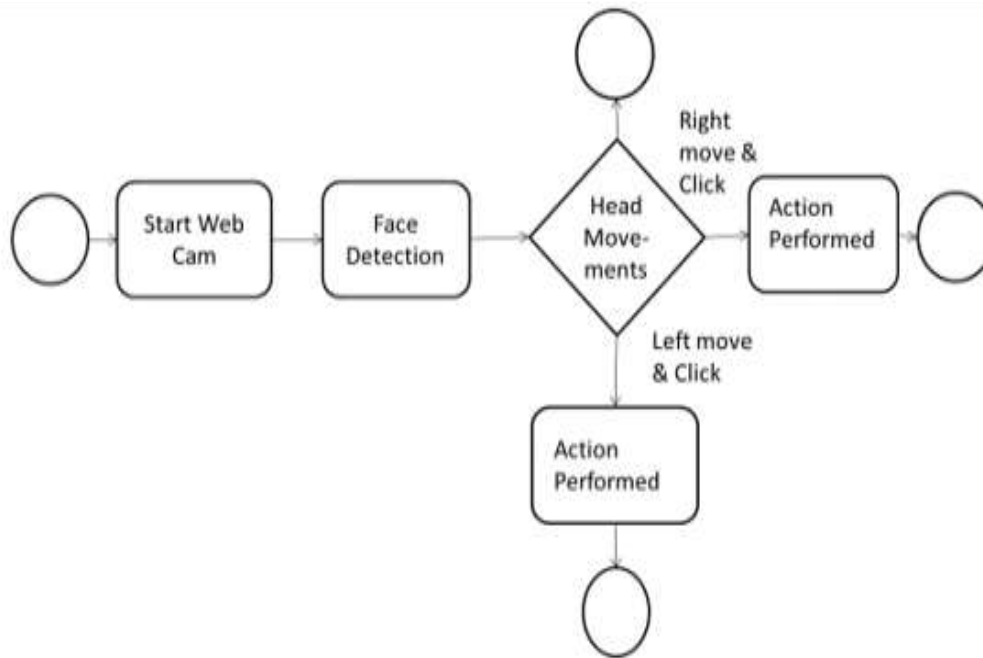 Start Web
Cam
Face
Detection
Head
Move-
ments
Right
move &
Click
Action
Performed
Left move
& Click
Action
Performed